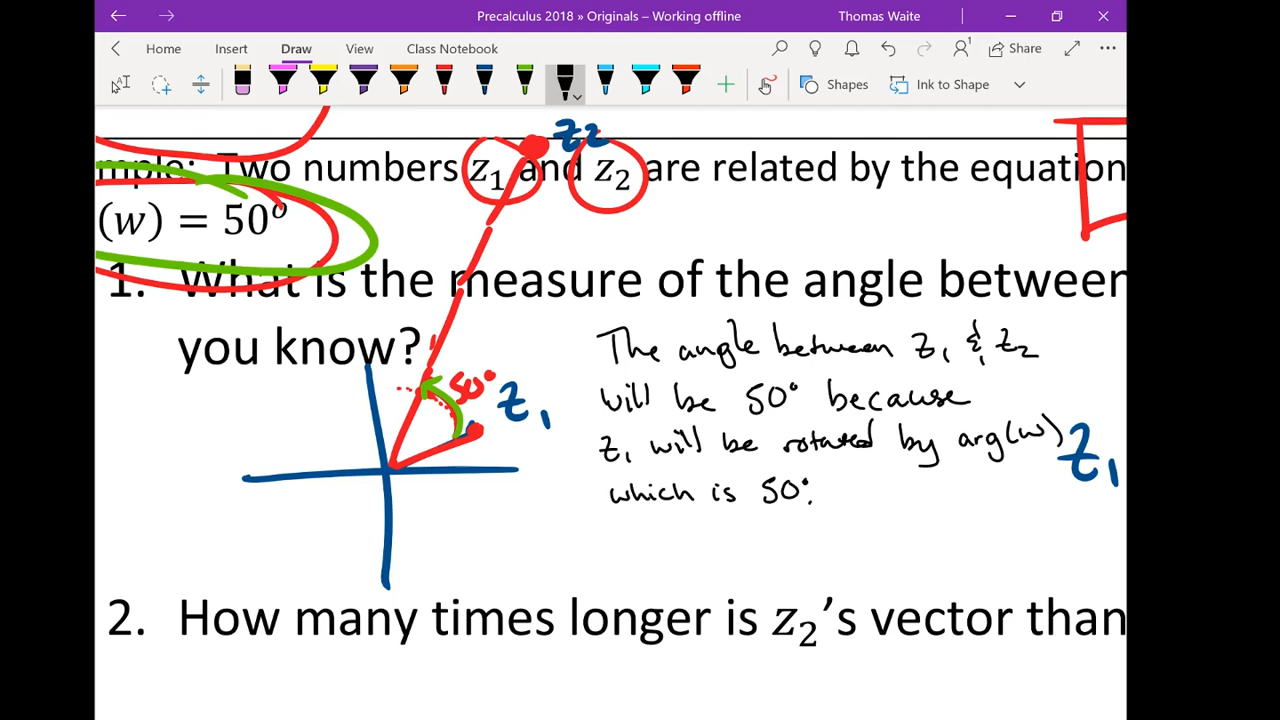 Precalculus 2018 » Originals – Working offline
Thomas Waite
Home Insert Draw View Class Notebook
Share
Shapes
Ink to Shape
z2
mple: Two numbers z₁ and z₂ are related by the equation
(w) = 50°
1. What is the measure of the angle between
you know?
50°
z₁
The angle between z₁ & z₂
will be 50° because
z₁ will be rotated by arg(w)
z₁
which is 50°.
2. How many times longer is z₂'s vector than